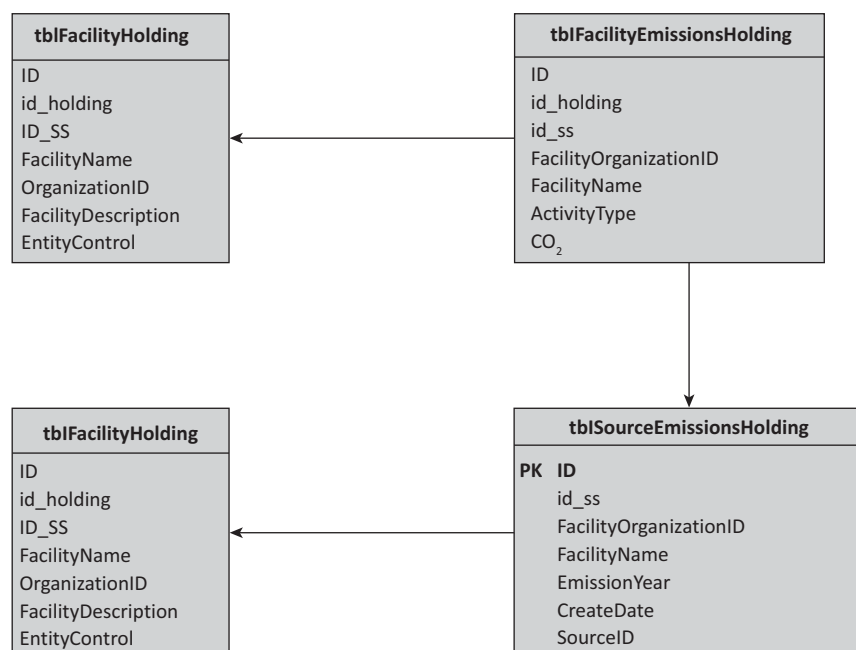 tblFacilityHolding
ID
id_holding
ID_SS
FacilityName
OrganizationID
FacilityDescription
EntityControl
tblFacilityEmissionsHolding
ID
id_holding
id_ss
FacilityOrganizationID
FacilityName
ActivityType
CO₂
tblFacilityHolding
ID
id_holding
ID_SS
FacilityName
OrganizationID
FacilityDescription
EntityControl
tblSourceEmissionsHolding
PK ID
id_ss
FacilityOrganizationID
FacilityName
EmissionYear
CreateDate
SourceID